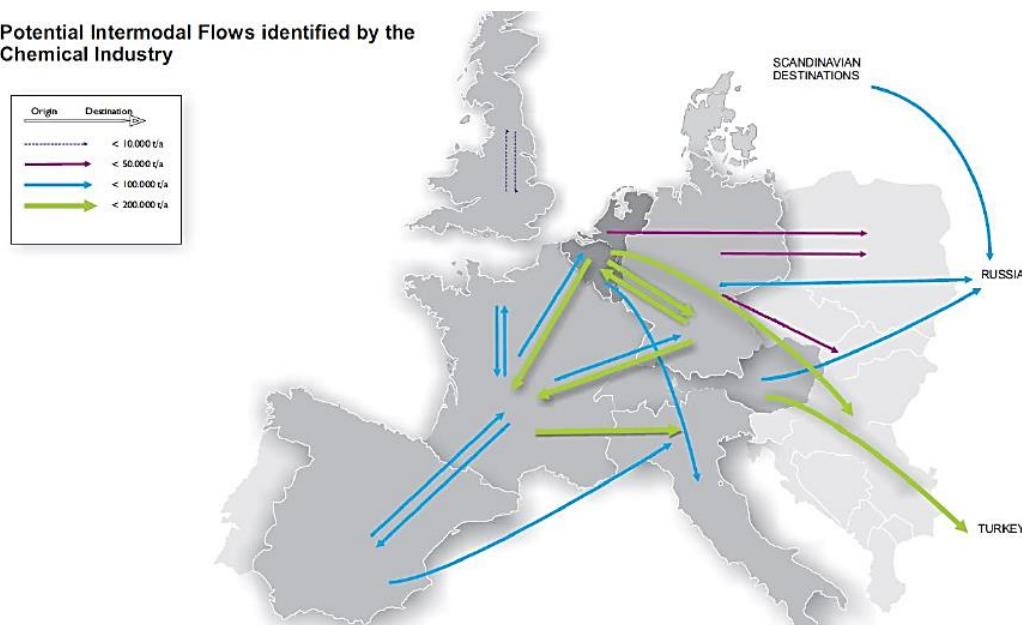 Potential Intermodal Flows identified by the
Chemical Industry
Origin Destination
< 10.000 t/a
< 50.000 t/a
< 100.000 t/a
< 200.000 t/a
SCANDINAVIAN
DESTINATIONS
RUSSIA
TURKEY